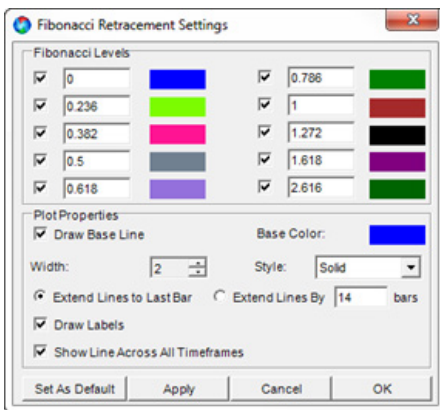 Fibonacci Retracement Settings
Fibonacci Levels
0
0.786
0.236
1
0.382
1.272
0.5
1.618
0.618
2.616
Plot Properties
Draw Base Line
Base Color:
Width:
2
Style:
Solid
Extend Lines to Last Bar
Extend Lines By
14
bars
Draw Labels
Show Line Across All Timeframes
Set As Default
Apply
Cancel
OK